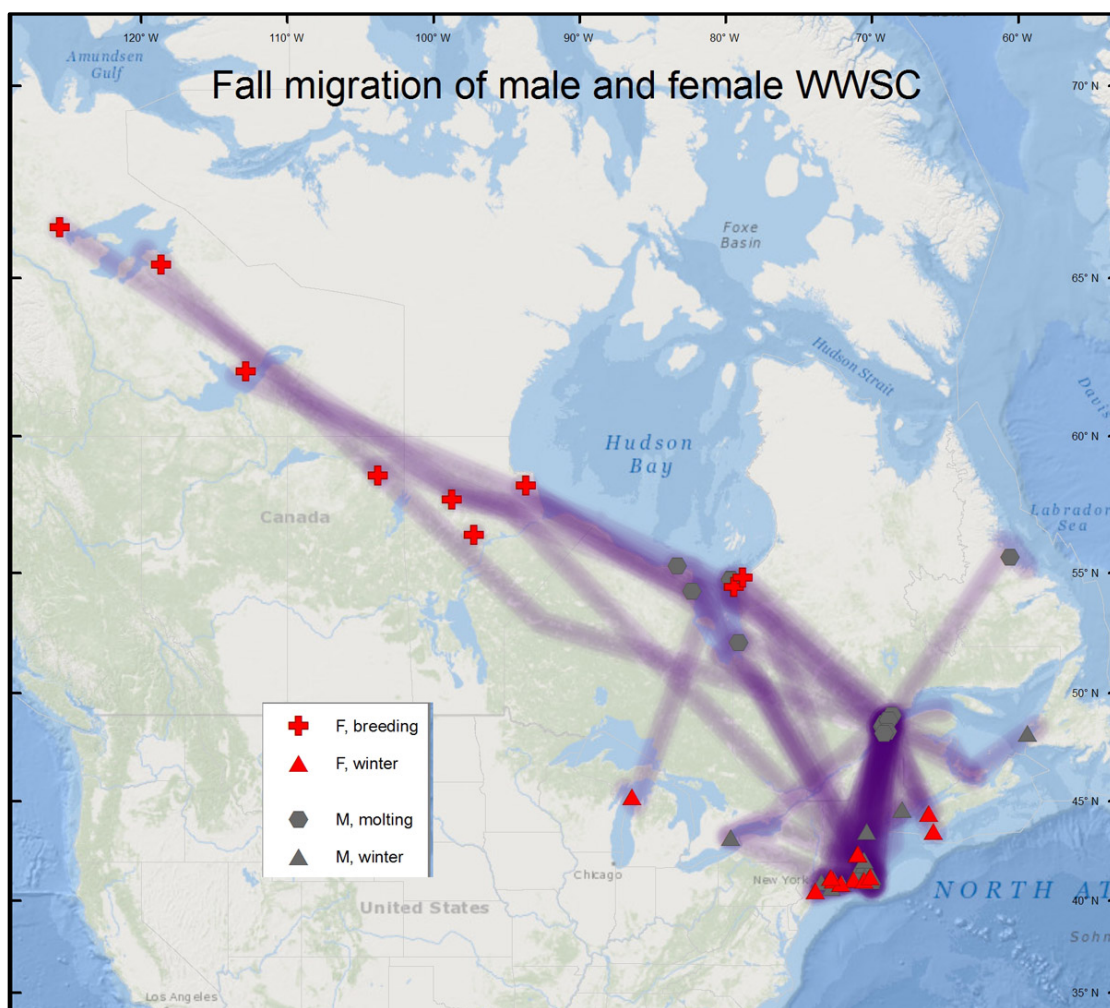 120° W 110° W 100° W 90° W 80° W 70° W 60° W
Amundsen
Gulf
Fall migration of male and female WWSC
70° N
Foxe
Basin
65° N
Hudson Strait
Davis
60° N
Hudson
Bay
Canada
Labrador
Sea
55° N
50° N
F, breeding
F, winter
M, molting
M, winter
45° N
Chicago
New York
NORTH AT
40° N
United States
Sohm
Los Angeles
35° N